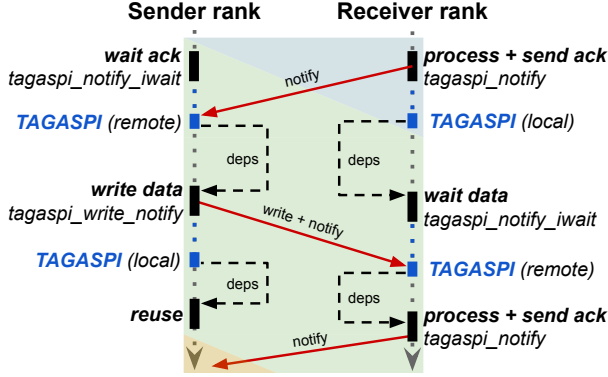 Sender rank
Receiver rank
wait ack
tagaspi_notify_iwait
notify
process + send ack
tagaspi_notify
TAGASPI (remote)
TAGASPI (local)
deps
deps
write data
tagaspi_write_notify
write + notify
wait data
tagaspi_notify_iwait
TAGASPI (local)
TAGASPI (remote)
deps
deps
reuse
process + send ack
tagaspi_notify
notify